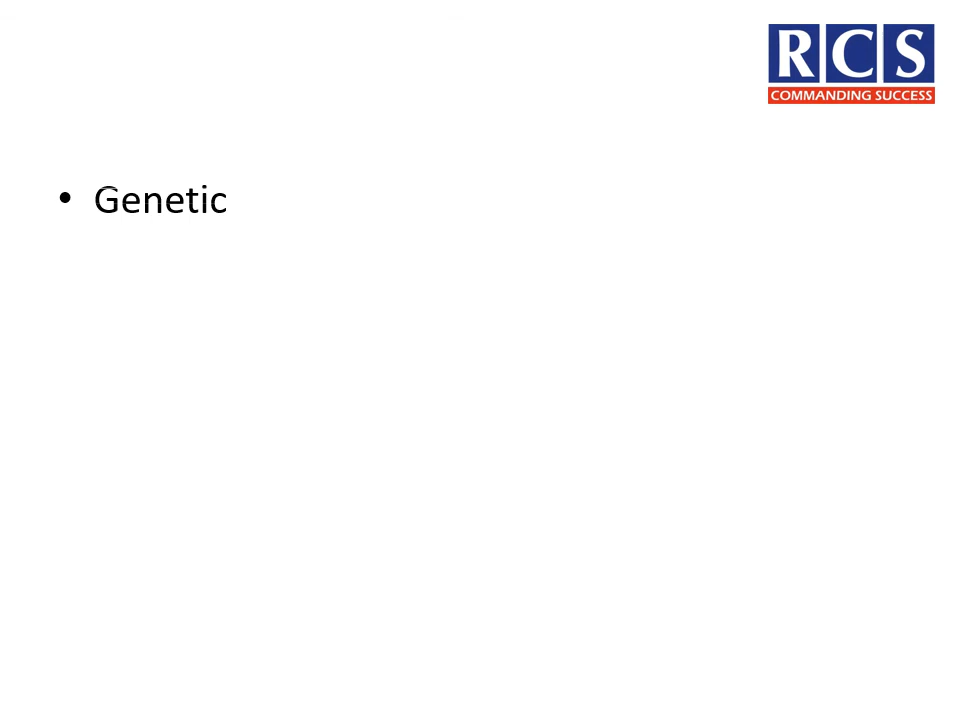 RCS
COMMANDING SUCCESS
• Genetic